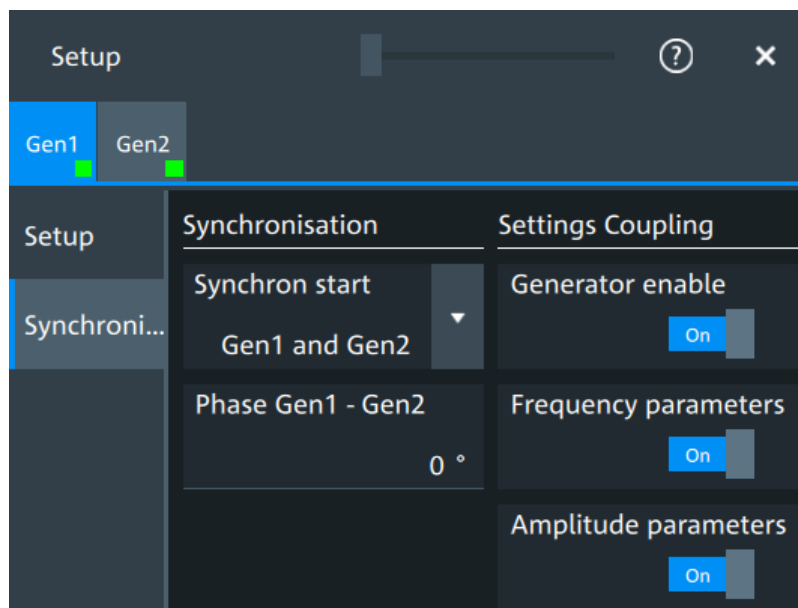 Setup
Gen1 Gen2
Setup
Synchroni...
Synchronisation
Synchron start
Gen1 and Gen2
Phase Gen1 - Gen2
0 °
Settings Coupling
Generator enable
On
Frequency parameters
On
Amplitude parameters
On